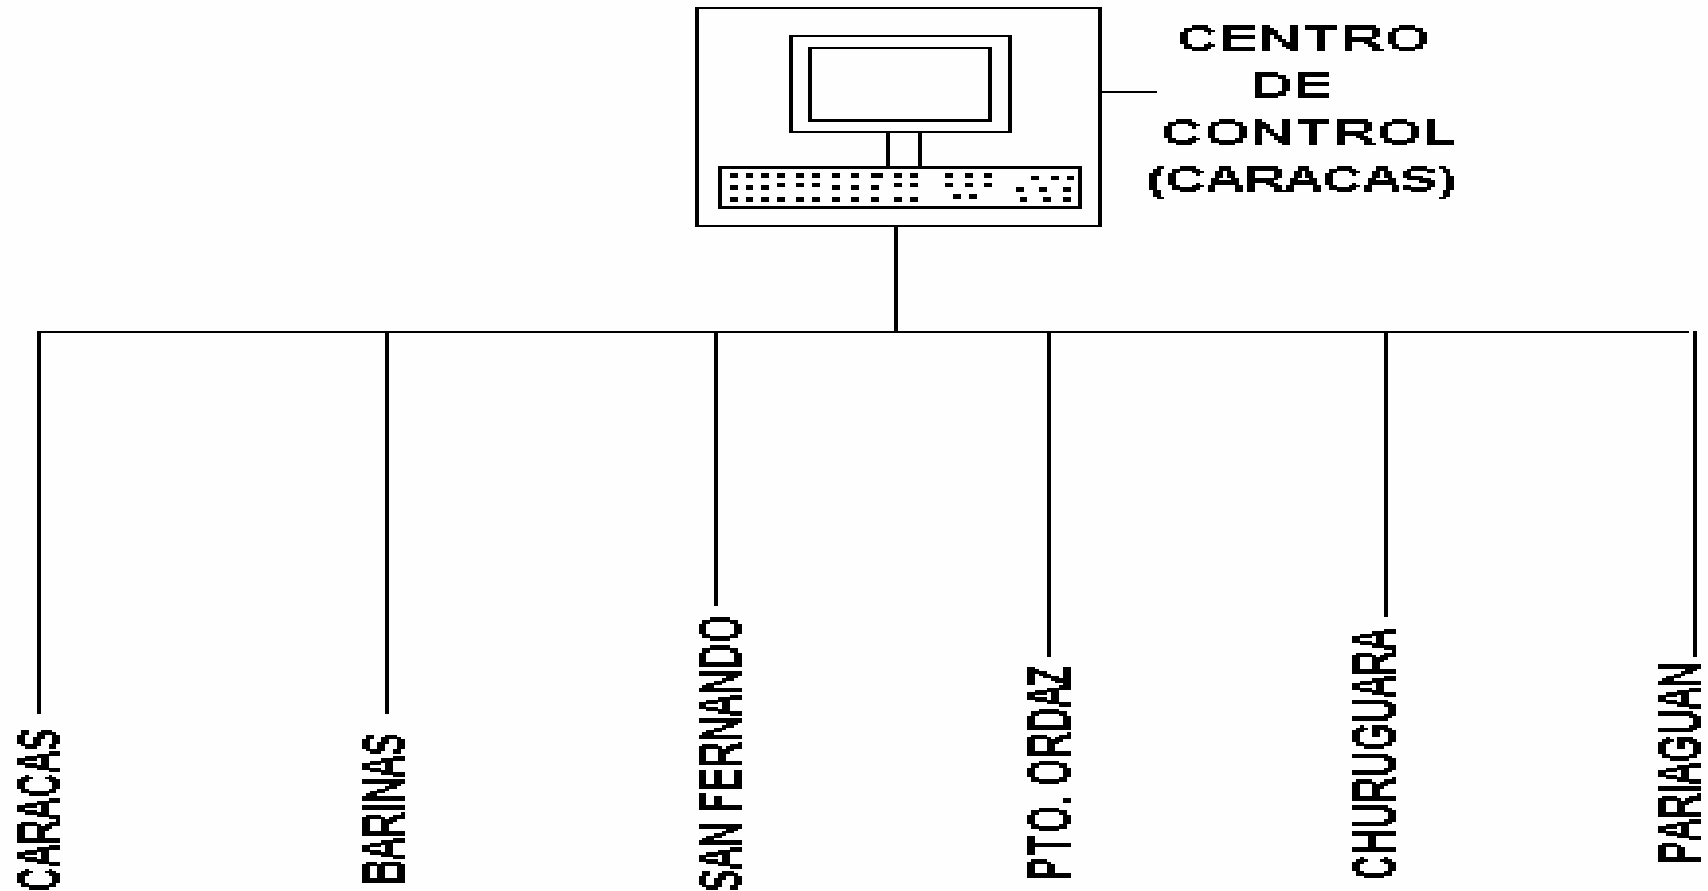 CENTRO
DE
CONTROL
(CARACAS)
CARACAS
BARINAS
SAN FERNANDO
PTO. ORDAZ
CHURUGUARA
PARIAGUAN